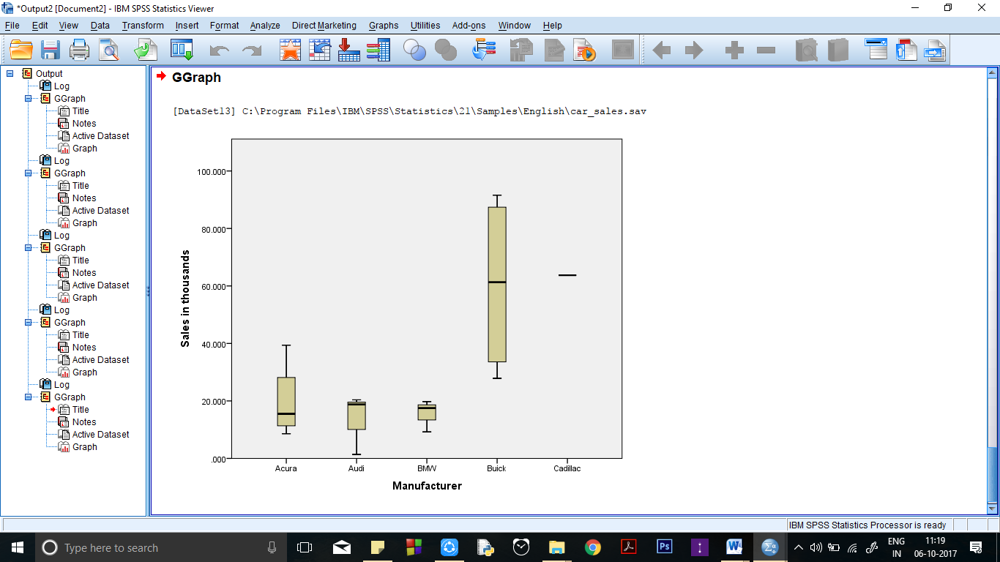 *Output2 [Document2] - IBM SPSS Statistics Viewer
File Edit View Data Transform Insert Format Analyze Direct Marketing Graphs Utilities Add-ons Window Help
Output
Log
GGraph
Title
Notes
Active Dataset
Graph
Log
GGraph
Title
Notes
Active Dataset
Graph
Log
GGraph
Title
Notes
Active Dataset
Graph
Log
GGraph
Title
Notes
Active Dataset
Graph
Log
GGraph
Title
Notes
Active Dataset
Graph
GGraph
[DataSet13] C:\Program Files\IBM\SPSS\Statistics\21\Samples\English\car_sales.sav
Sales in thousands
100.000
80.000
60.000
40.000
20.000
.000
Acura Audi BMW Buick Cadillac
Manufacturer
IBM SPSS Statistics Processor is ready
Type here to search
Ps
W
ENG
IN
11:19
06-10-2017